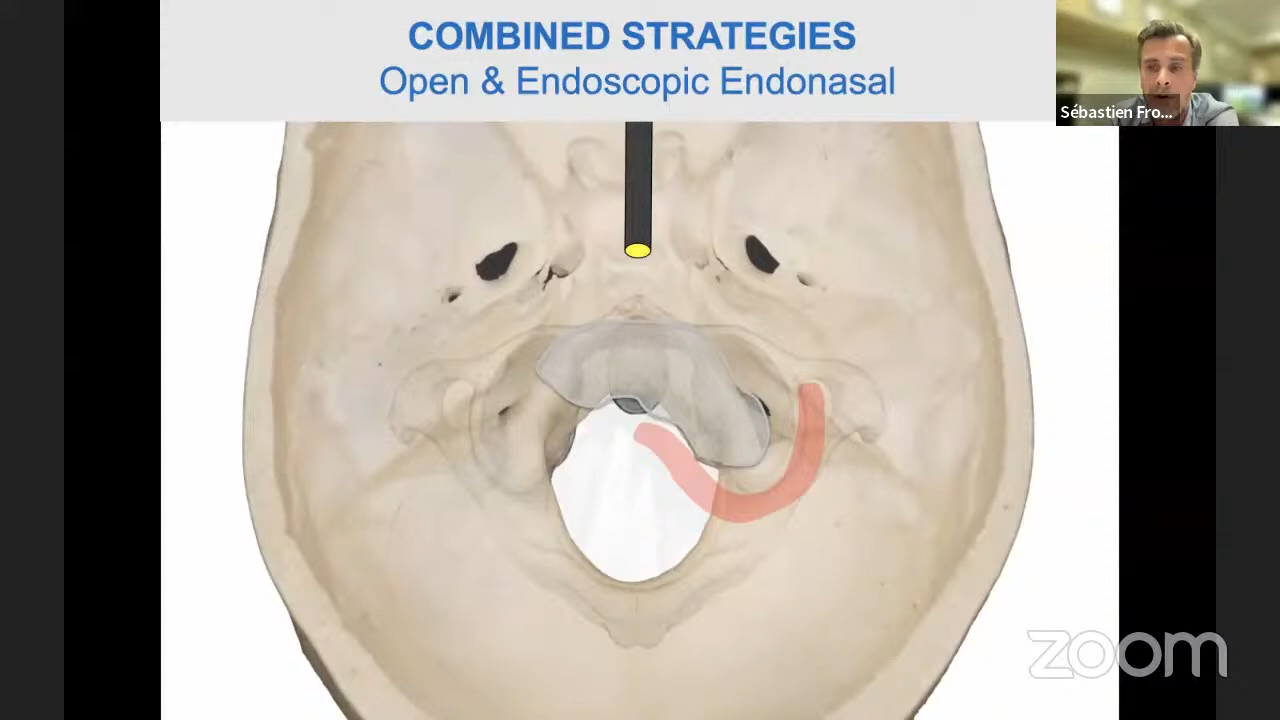 COMBINED STRATEGIES
Open & Endoscopic Endonasal
Sébastien Fro...
zoom